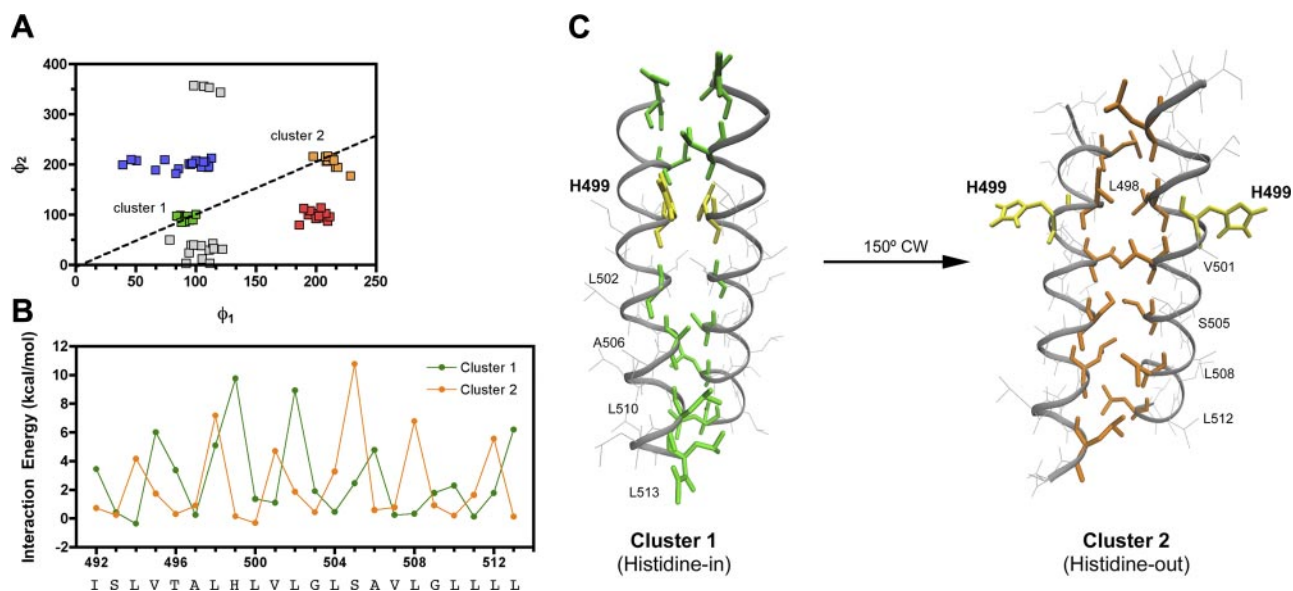 A
ϕ₂
400
300
200
100
0
cluster 2
cluster 1
0 50 100 150 200 250
ϕ₁
B
Interaction Energy (kcal/mol)
12
10
8
6
4
2
0
-2
Cluster 1
Cluster 2
492 496 500 504 508 512
I S L V T A L H L V L G L S A V L G L L L L
C
H499
L502
A506
L510
L513
Cluster 1
(Histidine-in)
150º CW
H499
L498
H499
V501
S505
L508
L512
Cluster 2
(Histidine-out)